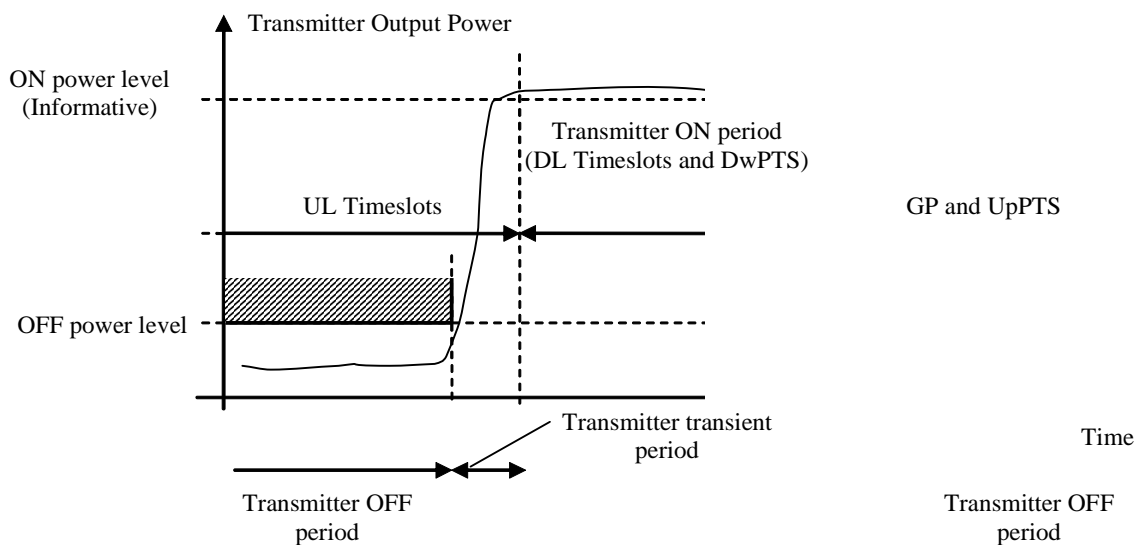 Transmitter Output Power
ON power level
(Informative)
Transmitter ON period
(DL Timeslots and DwPTS)
UL Timeslots
GP and UpPTS
OFF power level
Transmitter transient
period
Time
Transmitter OFF
period
Transmitter OFF
period